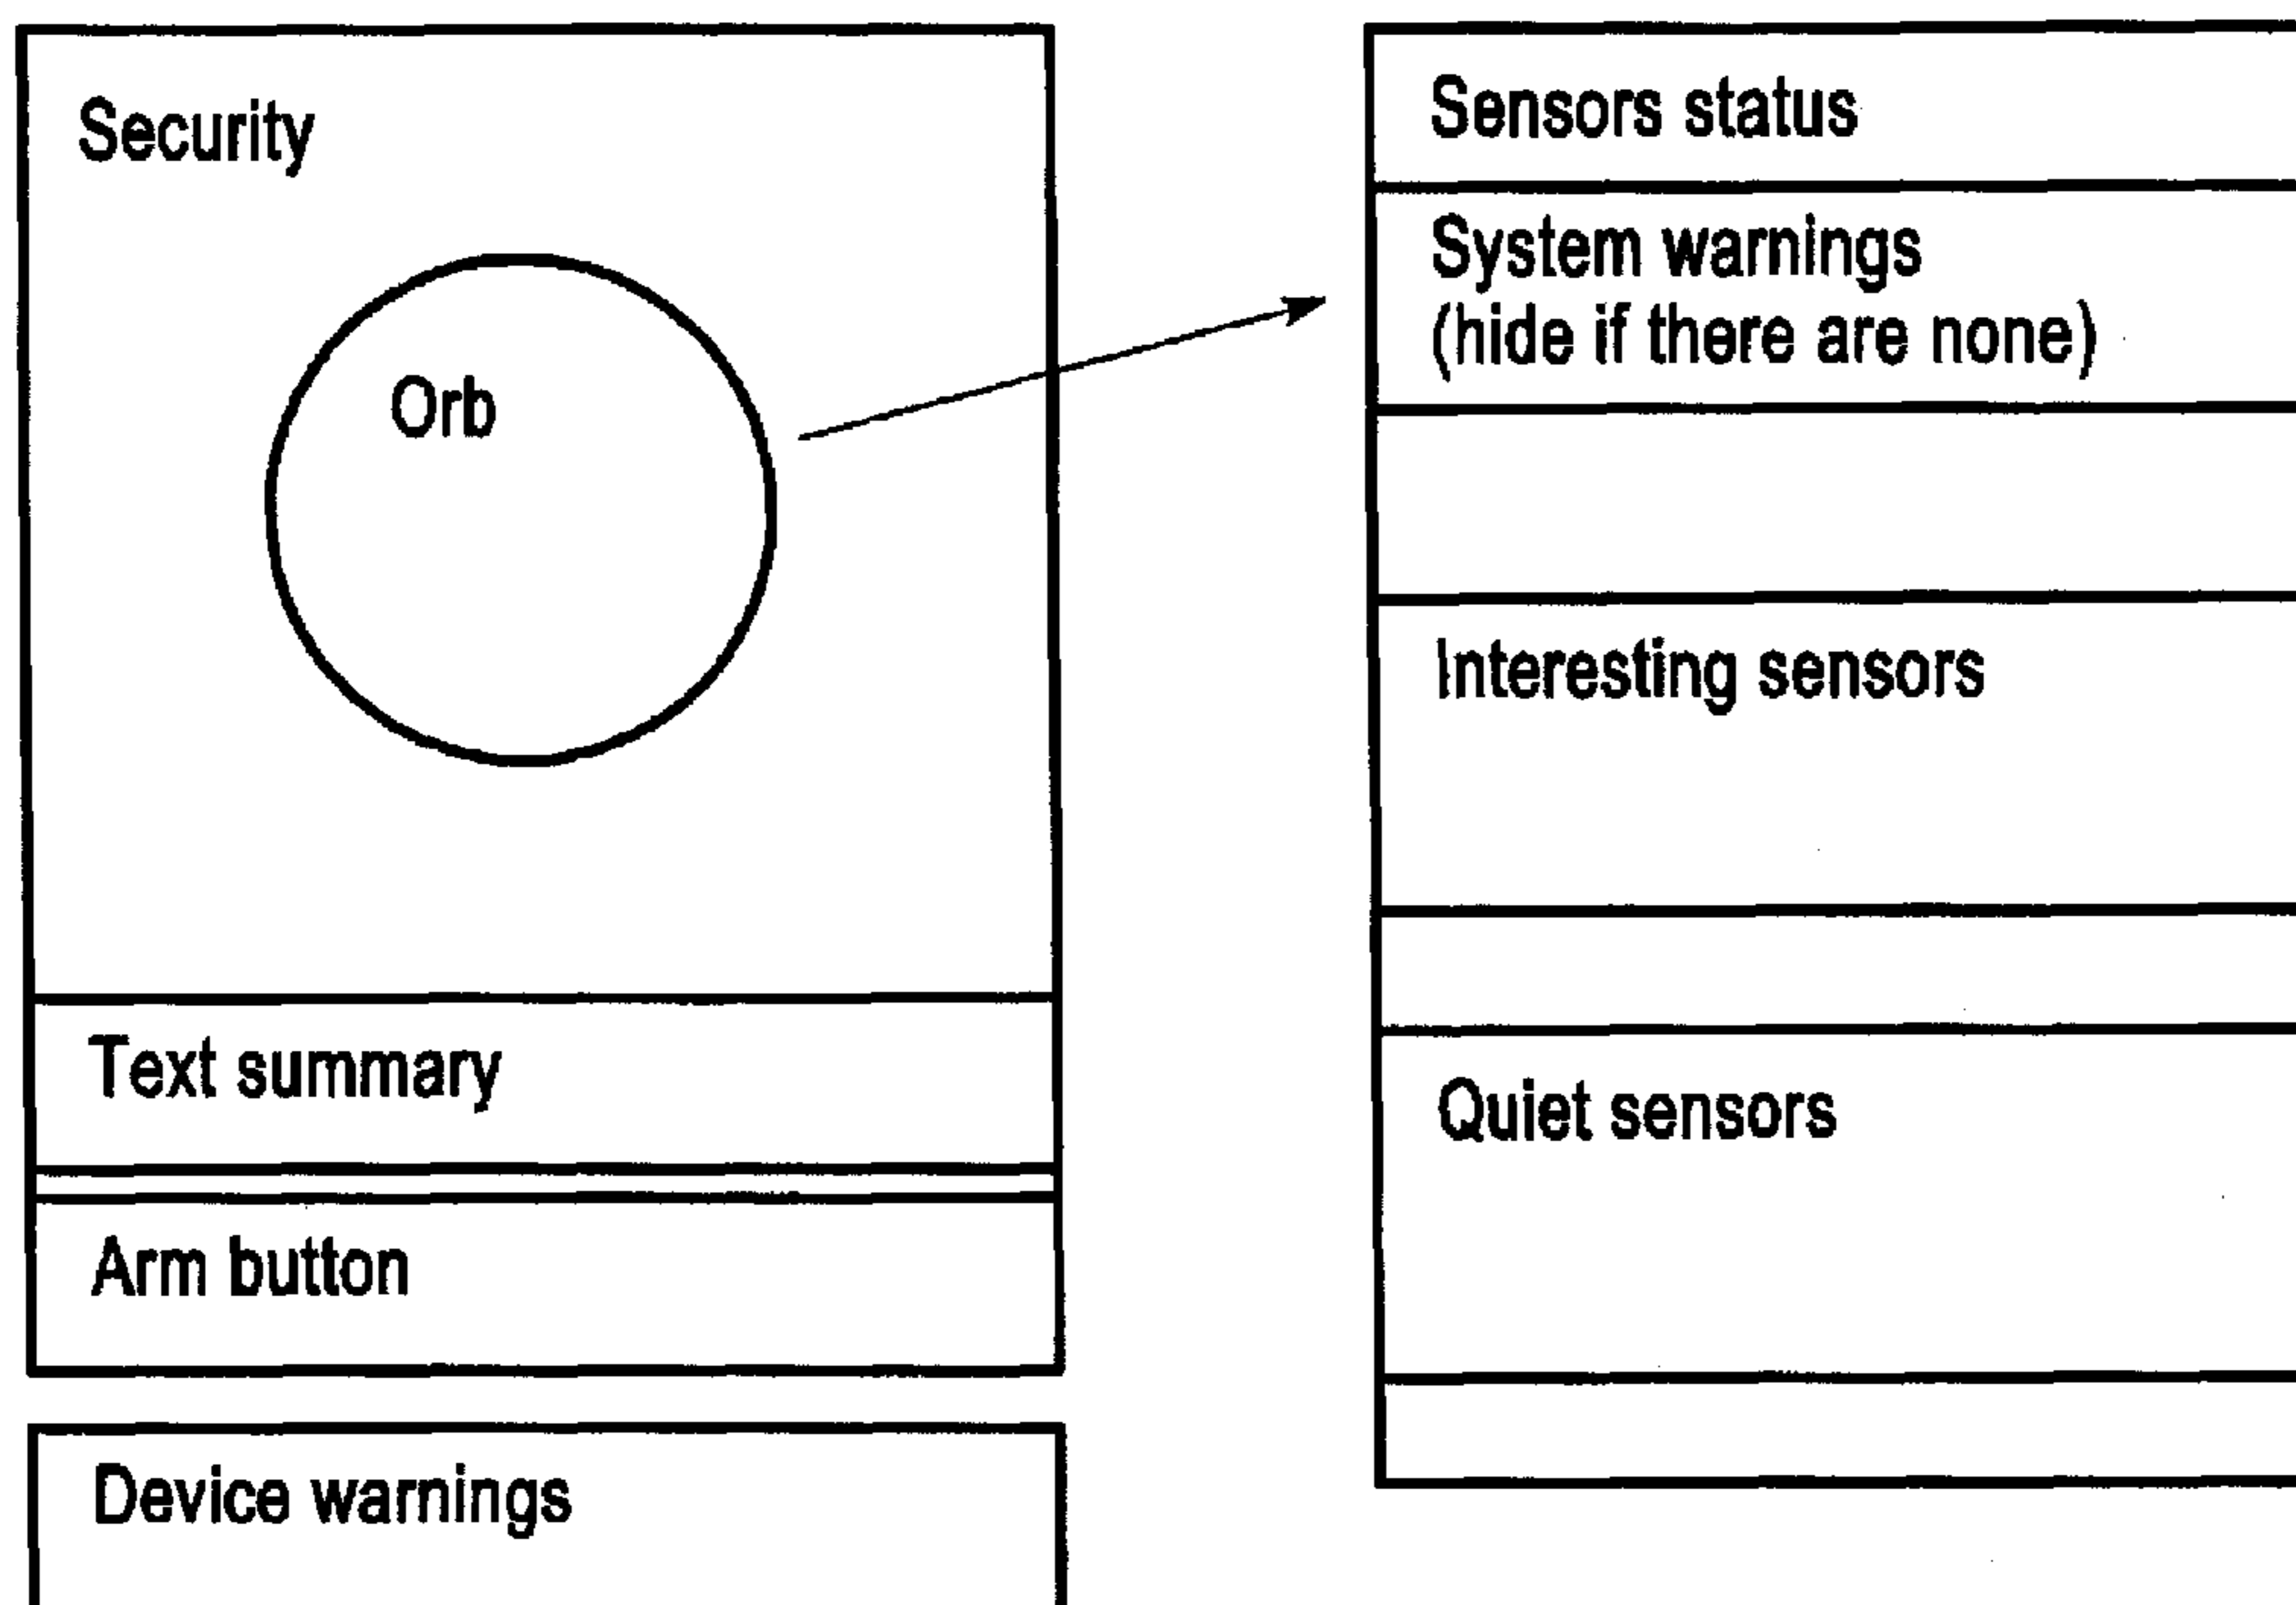 Security
Orb
Text summary
Arm button
Device warnings
Sensors status
System warnings
(hide if there are none)
Interesting sensors
Quiet sensors